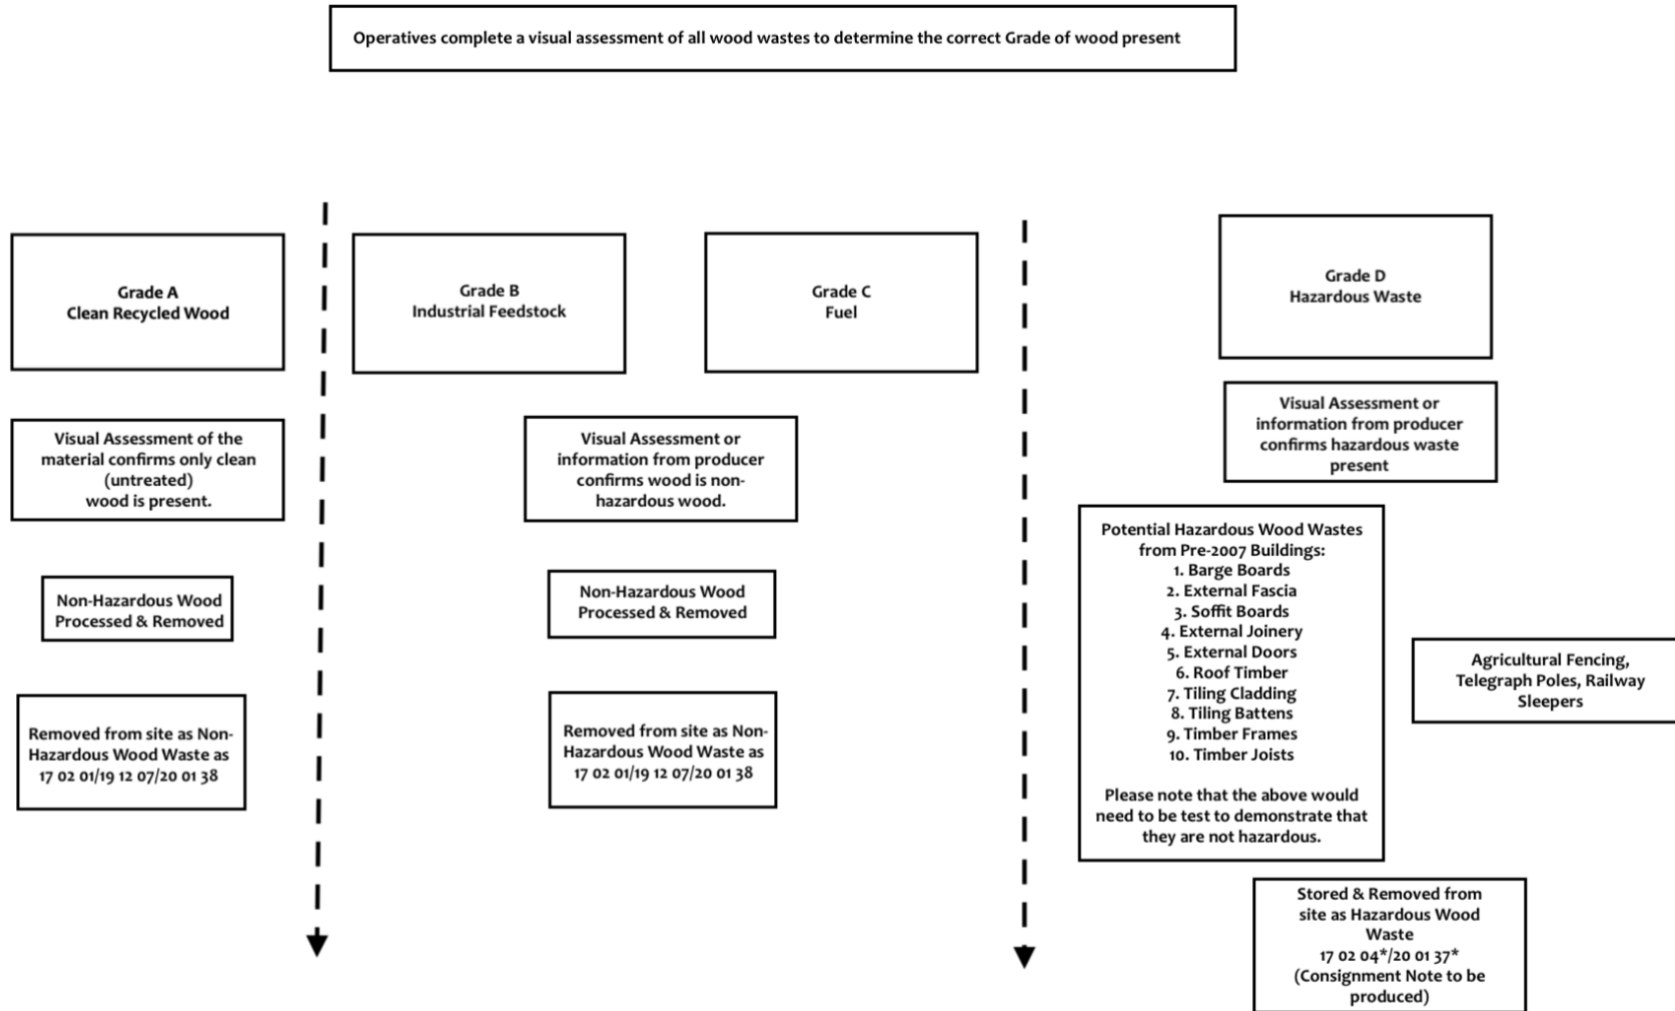 Operatives complete a visual assessment of all wood wastes to determine the correct Grade of wood present
Grade A
Clean Recycled Wood
Visual Assessment of the
material confirms only clean
(untreated)
wood is present.
Non-Hazardous Wood
Processed & Removed
Removed from site as Non-
Hazardous Wood Waste as
17 02 01/19 12 07/20 01 38
Grade B
Industrial Feedstock
Grade C
Fuel
Visual Assessment or
information from producer
confirms wood is non-
hazardous wood.
Non-Hazardous Wood
Processed & Removed
Removed from site as Non-
Hazardous Wood Waste as
17 02 01/19 12 07/20 01 38
Grade D
Hazardous Waste
Visual Assessment or
information from producer
confirms hazardous waste
present
Potential Hazardous Wood Wastes
from Pre-2007 Buildings:
1. Barge Boards
2. External Fascia
3. Soffit Boards
4. External Joinery
5. External Doors
6. Roof Timber
7. Tiling Cladding
8. Tiling Battens
9. Timber Frames
10. Timber Joists
Please note that the above would
need to be test to demonstrate that
they are not hazardous.
Agricultural Fencing,
Telegraph Poles, Railway
Sleepers
Stored & Removed from
site as Hazardous Wood
Waste
17 02 04*/20 01 37*
(Consignment Note to be
produced)